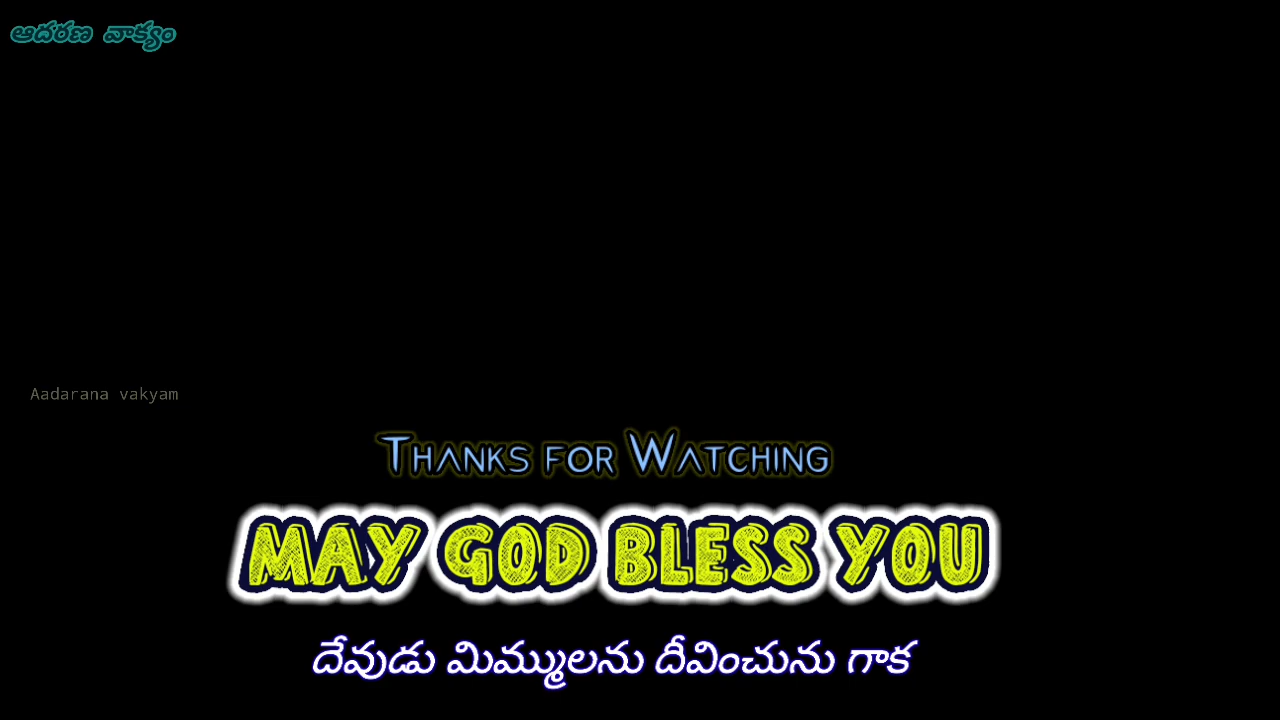 ఆదరణ వాక్యం
Aadarana vakyam
Thanks for Watching
MAY GOD BLESS YOU
దేవుడు మిమ్ములను దీవించును గాక